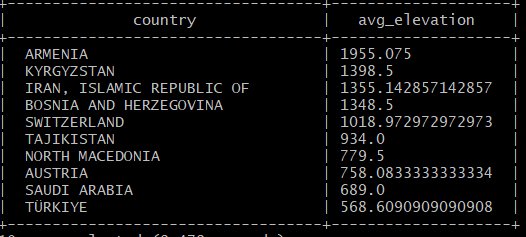 country avg_elevation
ARMENIA 1955.075
KYRGYZSTAN 1398.5
IRAN, ISLAMIC REPUBLIC OF 1355.142857142857
BOSNIA AND HERZEGOVINA 1348.5
SWITZERLAND 1018.972972972973
TAJIKISTAN 934.0
NORTH MACEDONIA 779.5
AUSTRIA 758.0833333333334
SAUDI ARABIA 689.0
TÜRKIYE 568.6090909090908